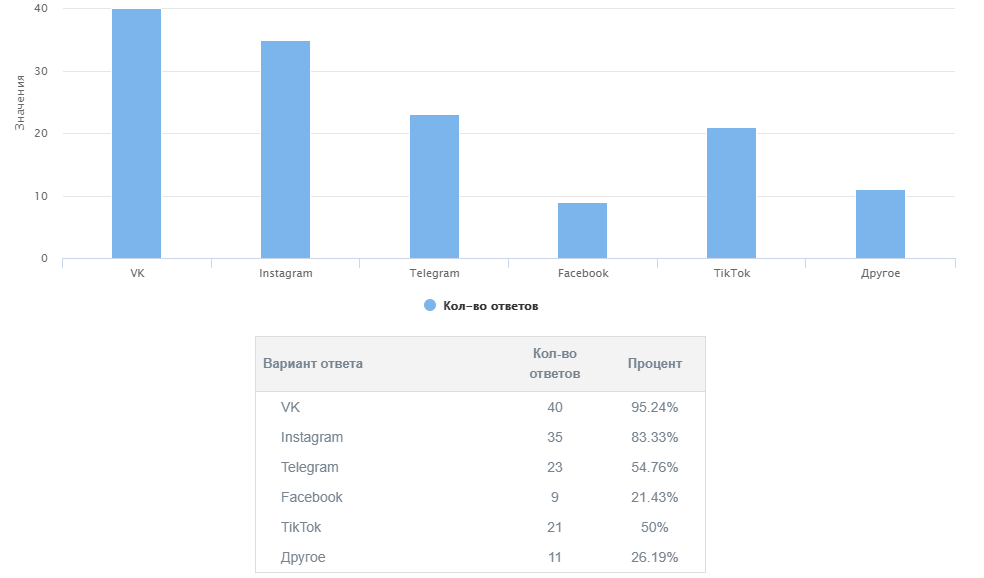 40
30
20
10
0
Значения
VK Instagram Telegram Facebook TikTok Другое
Кол-во ответов
Вариант ответа Кол-во ответов Процент
VK 40 95.24%
Instagram 35 83.33%
Telegram 23 54.76%
Facebook 9 21.43%
TikTok 21 50%
Другое 11 26.19%